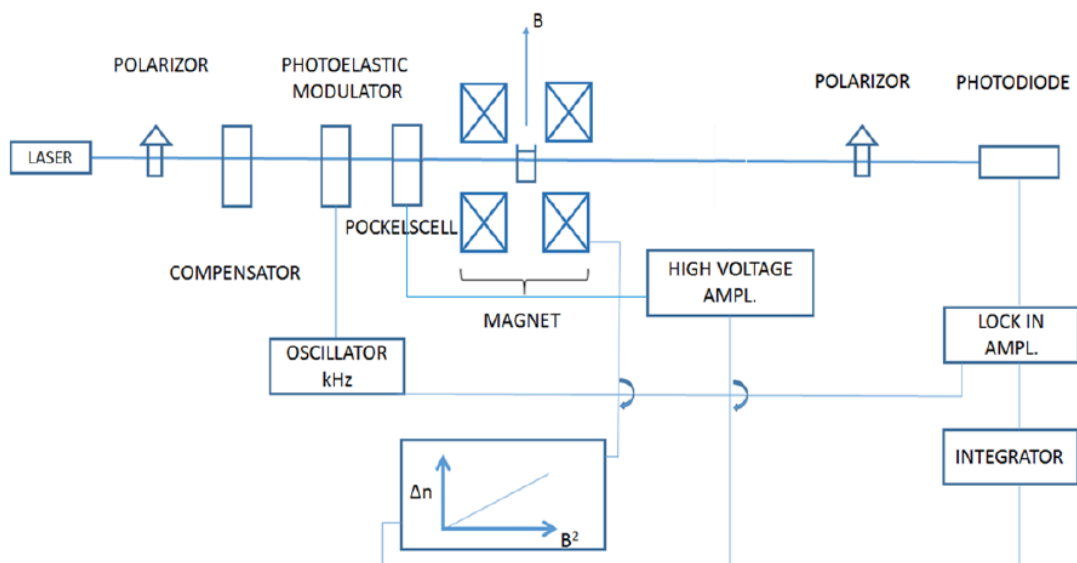 B
POLARIZOR
PHOTOELASTIC
MODULATOR
POLARIZOR
PHOTODIODE
LASER
POCKELSCELL
COMPENSATOR
HIGH VOLTAGE
AMPL.
MAGNET
LOCK IN
AMPL.
OSCILLATOR
kHz
INTEGRATOR
Δn
B²